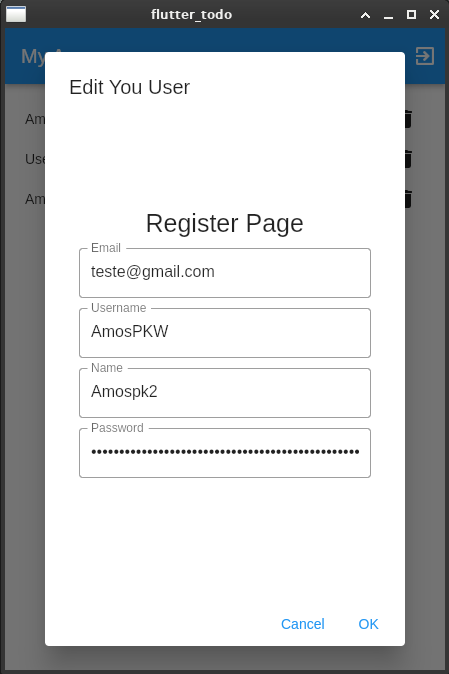 flutter_todo
My A
Edit You User
Am
Use
Am
Register Page
Email
teste@gmail.com
Username
AmosPKW
Name
Amospk2
Password
••••••••••••••••••••••••••••••••••••••••••••••••
Cancel OK